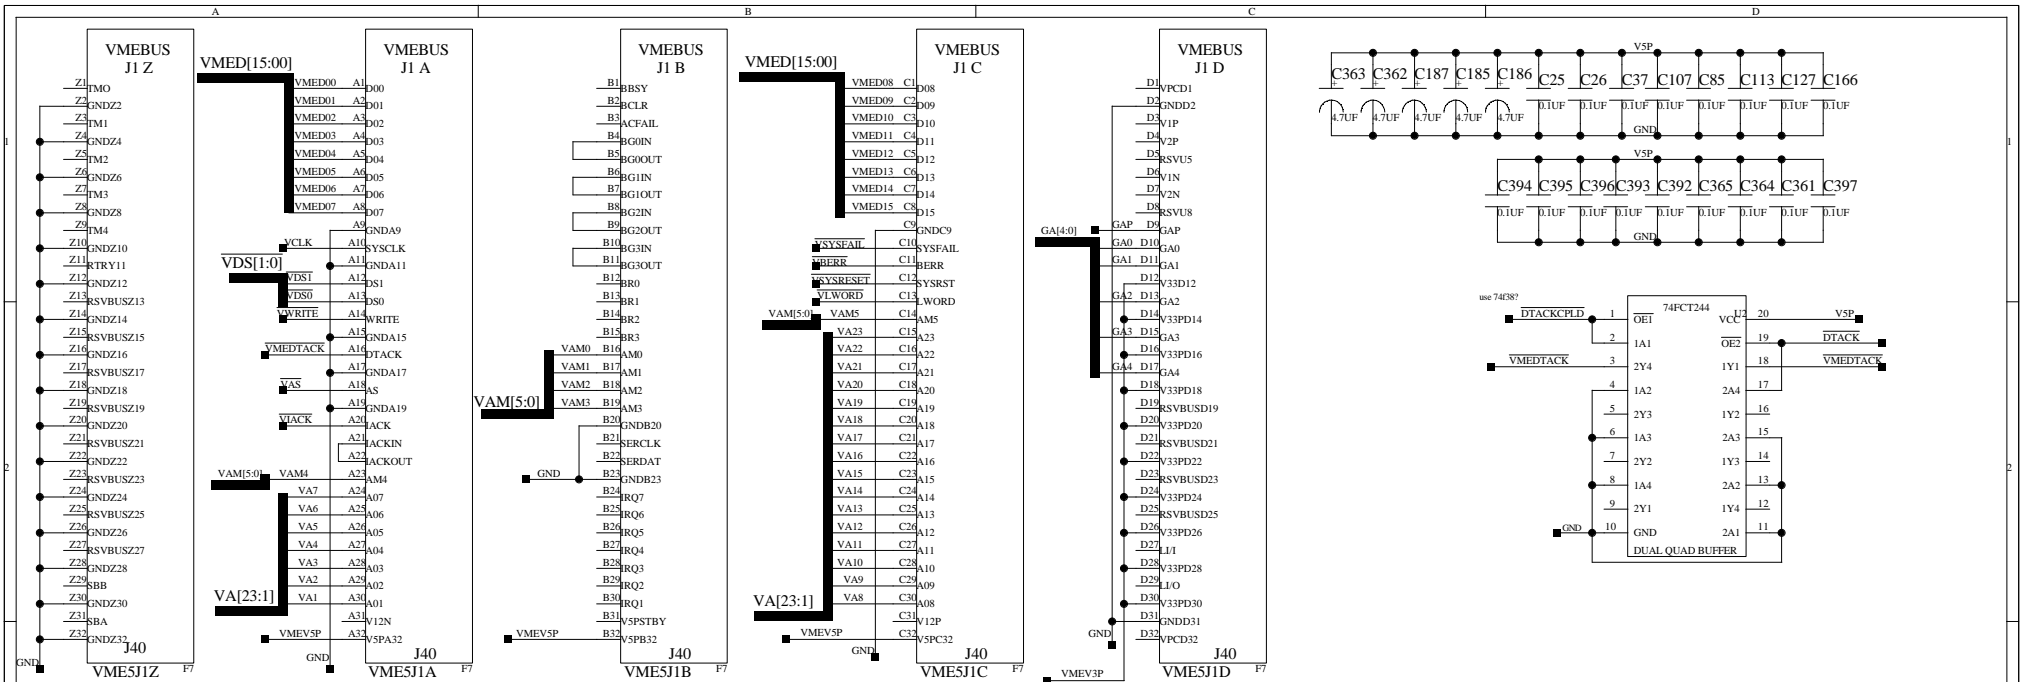 A B C D
1
2
1
2
VMEBUS
J1 Z
Z1 TMO
Z2 GNDZ2
Z3 TM1
Z4 GNDZ4
Z5 TM2
Z6 GNDZ6
Z7 TM3
Z8 GNDZ8
Z9 TM4
Z10 GNDZ10
Z11 RTRY11
Z12 GNDZ12
Z13 RSVBUSZ13
Z14 GNDZ14
Z15 RSVBUSZ15
Z16 GNDZ16
Z17 RSVBUSZ17
Z18 GNDZ18
Z19 RSVBUSZ19
Z20 GNDZ20
Z21 RSVBUSZ21
Z22 GNDZ22
Z23 RSVBUSZ23
Z24 GNDZ24
Z25 RSVBUSZ25
Z26 GNDZ26
Z27 RSVBUSZ27
Z28 GNDZ28
Z29 SBB
Z30 GNDZ30
Z31 SBA
Z32 GNDZ32
GND
J40
VME5J1Z F7
VMEBUS
J1 A
VMED[15:00]
VMED00 A1 D00
VMED01 A2 D01
VMED02 A3 D02
VMED03 A4 D03
VMED04 A5 D04
VMED05 A6 D05
VMED06 A7 D06
VMED07 A8 D07
A9 GNDA9
VCLK A10 SYSCLK
VDS[1:0]
A11 GNDA11
VDS1 A12 DS1
VDS0 A13 DS0
VWRITE A14 WRITE
A15 GNDA15
VMEDTACK A16 DTACK
A17 GNDA17
VAS A18 AS
A19 GNDA19
VIACK A20 IACK
A21 IACKIN
A22 IACKOUT
VAM[5:0] VAM4 A23 AM4
VA7 A24 A07
VA6 A25 A06
VA5 A26 A05
VA4 A27 A04
VA3 A28 A03
VA2 A29 A02
VA[23:1] VA1 A30 A01
A31 V12N
VMEV5P A32 V5PA32
GND
J40
VME5J1A F7
VMEBUS
J1 B
B1 BBSY
B2 BCLR
B3 ACFAIL
B4 BG0IN
B5 BG0OUT
B6 BG1IN
B7 BG1OUT
B8 BG2IN
B9 BG2OUT
B10 BG3IN
B11 BG3OUT
B12 BR0
B13 BR1
B14 BR2
B15 BR3
VAM0 B16 AM0
VAM1 B17 AM1
VAM2 B18 AM2
VAM[5:0] VAM3 B19 AM3
B20 GNDB20
B21 SERCLK
B22 SERDAT
GND B23 GNDB23
B24 IRQ7
B25 IRQ6
B26 IRQ5
B27 IRQ4
B28 IRQ3
B29 IRQ2
B30 IRQ1
B31 V5PSTBY
VMEV5P B32 V5PB32
J40
VME5J1B F7
VMEBUS
J1 C
VMED[15:00]
VMED08 C1 D08
VMED09 C2 D09
VMED10 C3 D10
VMED11 C4 D11
VMED12 C5 D12
VMED13 C6 D13
VMED14 C7 D14
VMED15 C8 D15
C9 GNDC9
VSYSFAIL C10 SYSFAIL
VBERR C11 BERR
VSYSRESET C12 SYSRST
VLWORD C13 LWORD
VAM[5:0] VAM5 C14 AM5
VA23 C15 A23
VA22 C16 A22
VA21 C17 A21
VA20 C18 A20
VA19 C19 A19
VA18 C20 A18
VA17 C21 A17
VA16 C22 A16
VA15 C23 A15
VA14 C24 A14
VA13 C25 A13
VA12 C26 A12
VA11 C27 A11
VA10 C28 A10
VA9 C29 A09
VA[23:1] VA8 C30 A08
C31 V12P
VMEV5P C32 V5PC32
GND
J40
VME5J1C F7
VMEBUS
J1 D
D1 VPCD1
D2 GNDD2
D3 V1P
D4 V2P
D5 RSVU5
D6 V1N
D7 V2N
D8 RSVU8
GAP D9 GAP
GA[4:0]
GA0 D10 GA0
GA1 D11 GA1
D12 V33D12
GA2 D13 GA2
D14 V33PD14
GA3 D15 GA3
D16 V33PD16
GA4 D17 GA4
D18 V33PD18
D19 RSVBUSD19
D20 V33PD20
D21 RSVBUSD21
D22 V33PD22
D23 RSVBUSD23
D24 V33PD24
D25 RSVBUSD25
D26 V33PD26
D27 LI/I
D28 V33PD28
D29 LI/O
D30 V33PD30
D31 GNDD31
GND D32 VPCD32
VMEV3P
J40
VME5J1D F7
V5P
C363 C362 C187 C185 C186 C25 C26 C37 C107 C85 C113 C127 C166
+ + + + +
0.1UF 0.1UF 0.1UF 0.1UF 0.1UF 0.1UF 0.1UF 0.1UF
4.7UF 4.7UF 4.7UF 4.7UF 4.7UF
GND
V5P
C394 C395 C396 C393 C392 C365 C364 C361 C397
0.1UF 0.1UF 0.1UF 0.1UF 0.1UF 0.1UF 0.1UF 0.1UF 0.1UF
GND
use 74f38?
74FCT244
U2
DTACKCPLD 1 OE1 VCC 20 V5P
2 1A1 OE2 19 DTACK
VMEDTACK 3 2Y4 1Y1 18 VMEDTACK
4 1A2 2A4 17
5 2Y3 1Y2 16
6 1A3 2A3 15
7 2Y2 1Y3 14
8 1A4 2A2 13
9 2Y1 1Y4 12
GND 10 GND 2A1 11
DUAL QUAD BUFFER